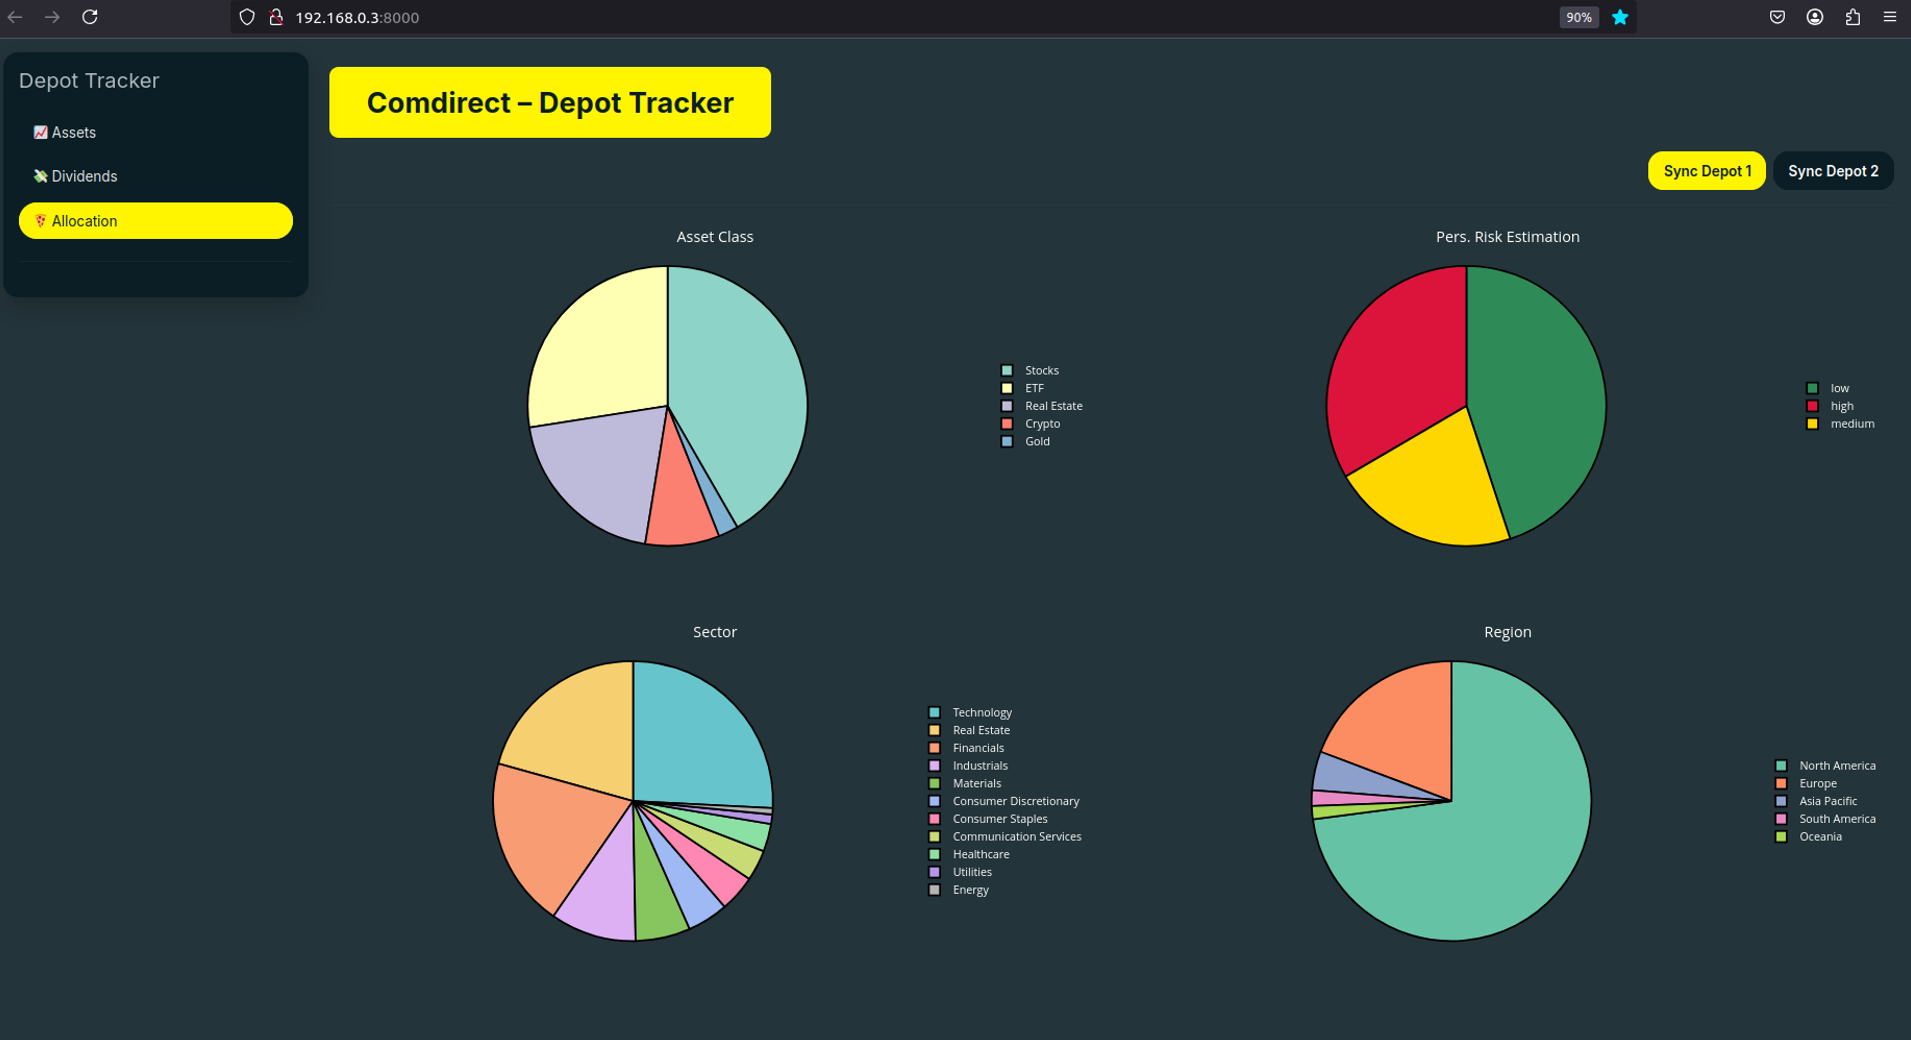 192.168.0.3:8000
90%
Depot Tracker
Assets
Dividends
Allocation
Comdirect – Depot Tracker
Sync Depot 1
Sync Depot 2
Asset Class
Stocks
ETF
Real Estate
Crypto
Gold
Pers. Risk Estimation
low
high
medium
Sector
Technology
Real Estate
Financials
Industrials
Materials
Consumer Discretionary
Consumer Staples
Communication Services
Healthcare
Utilities
Energy
Region
North America
Europe
Asia Pacific
South America
Oceania